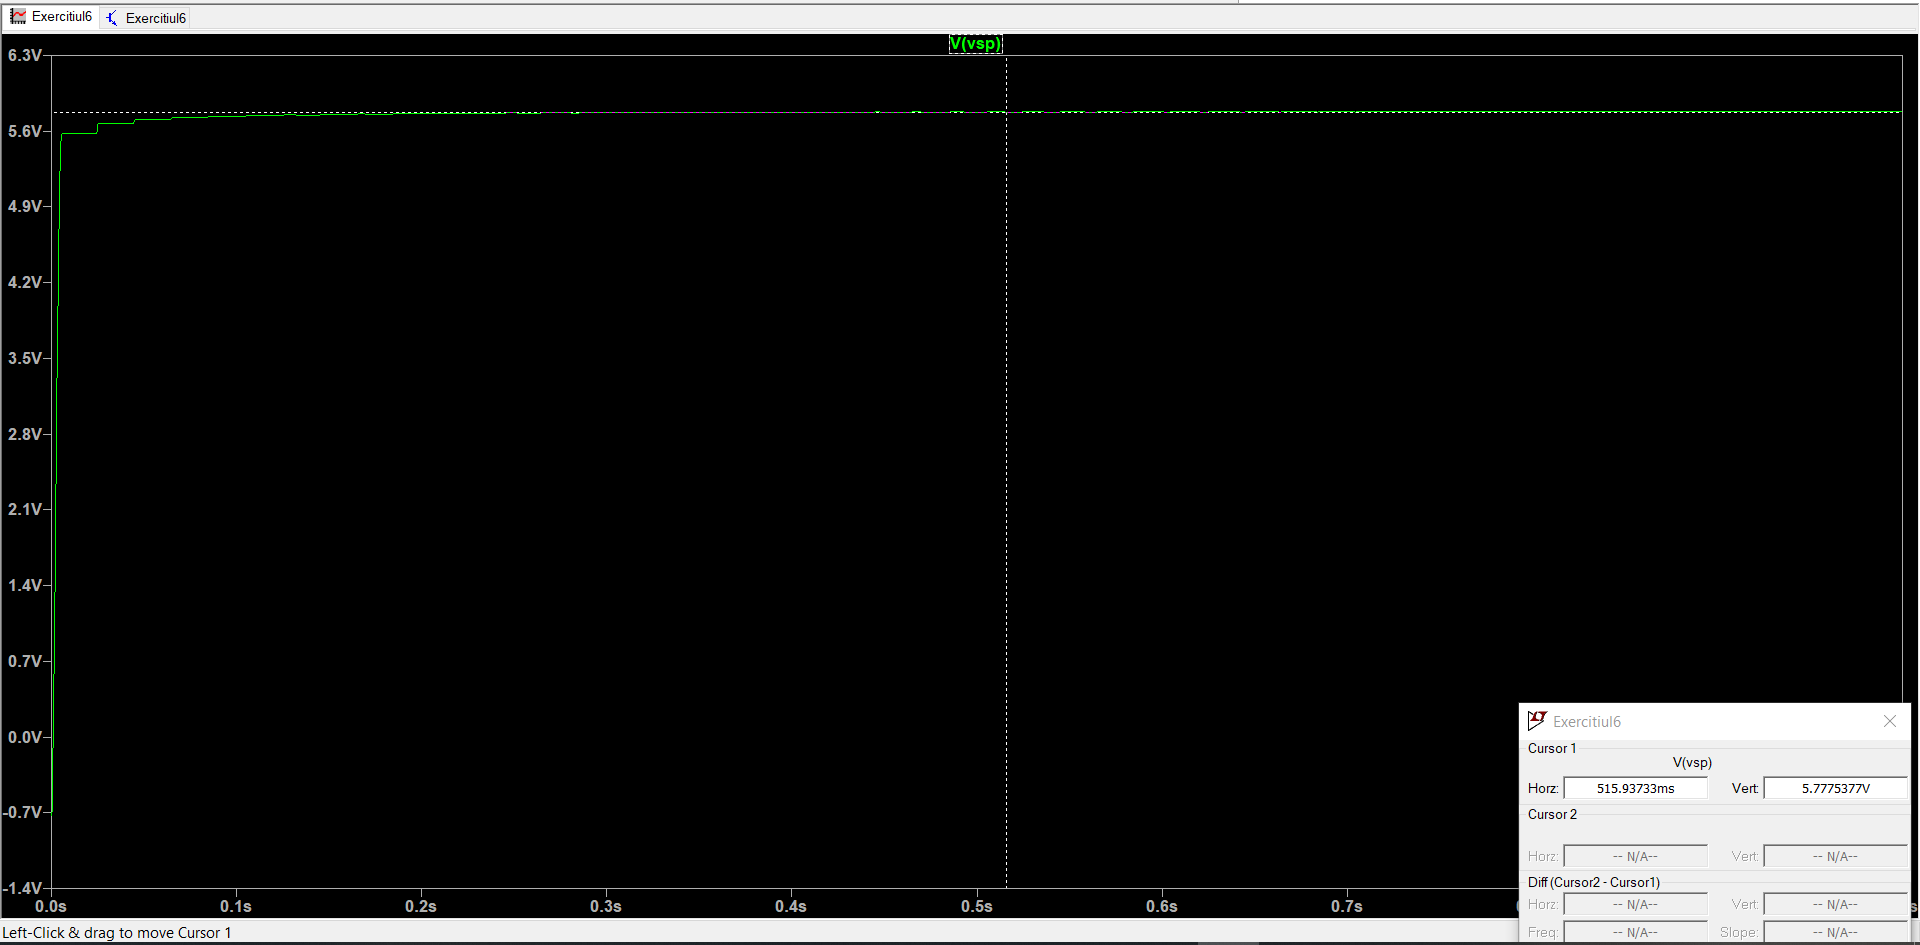 Exercitiul6 Exercitiul6
V(vsp)
6.3V
5.6V
4.9V
4.2V
3.5V
2.8V
2.1V
1.4V
0.7V
0.0V
-0.7V
-1.4V
0.0s 0.1s 0.2s 0.3s 0.4s 0.5s 0.6s 0.7s
Exercitiul6
Cursor 1
V(vsp)
Horz: 515.93733ms Vert: 5.7775377V
Cursor 2
Horz: -- N/A-- Vert: -- N/A--
Diff (Cursor2 - Cursor1)
Horz: -- N/A-- Vert: -- N/A--
Freq: -- N/A-- Slope: -- N/A--
Left-Click & drag to move Cursor 1